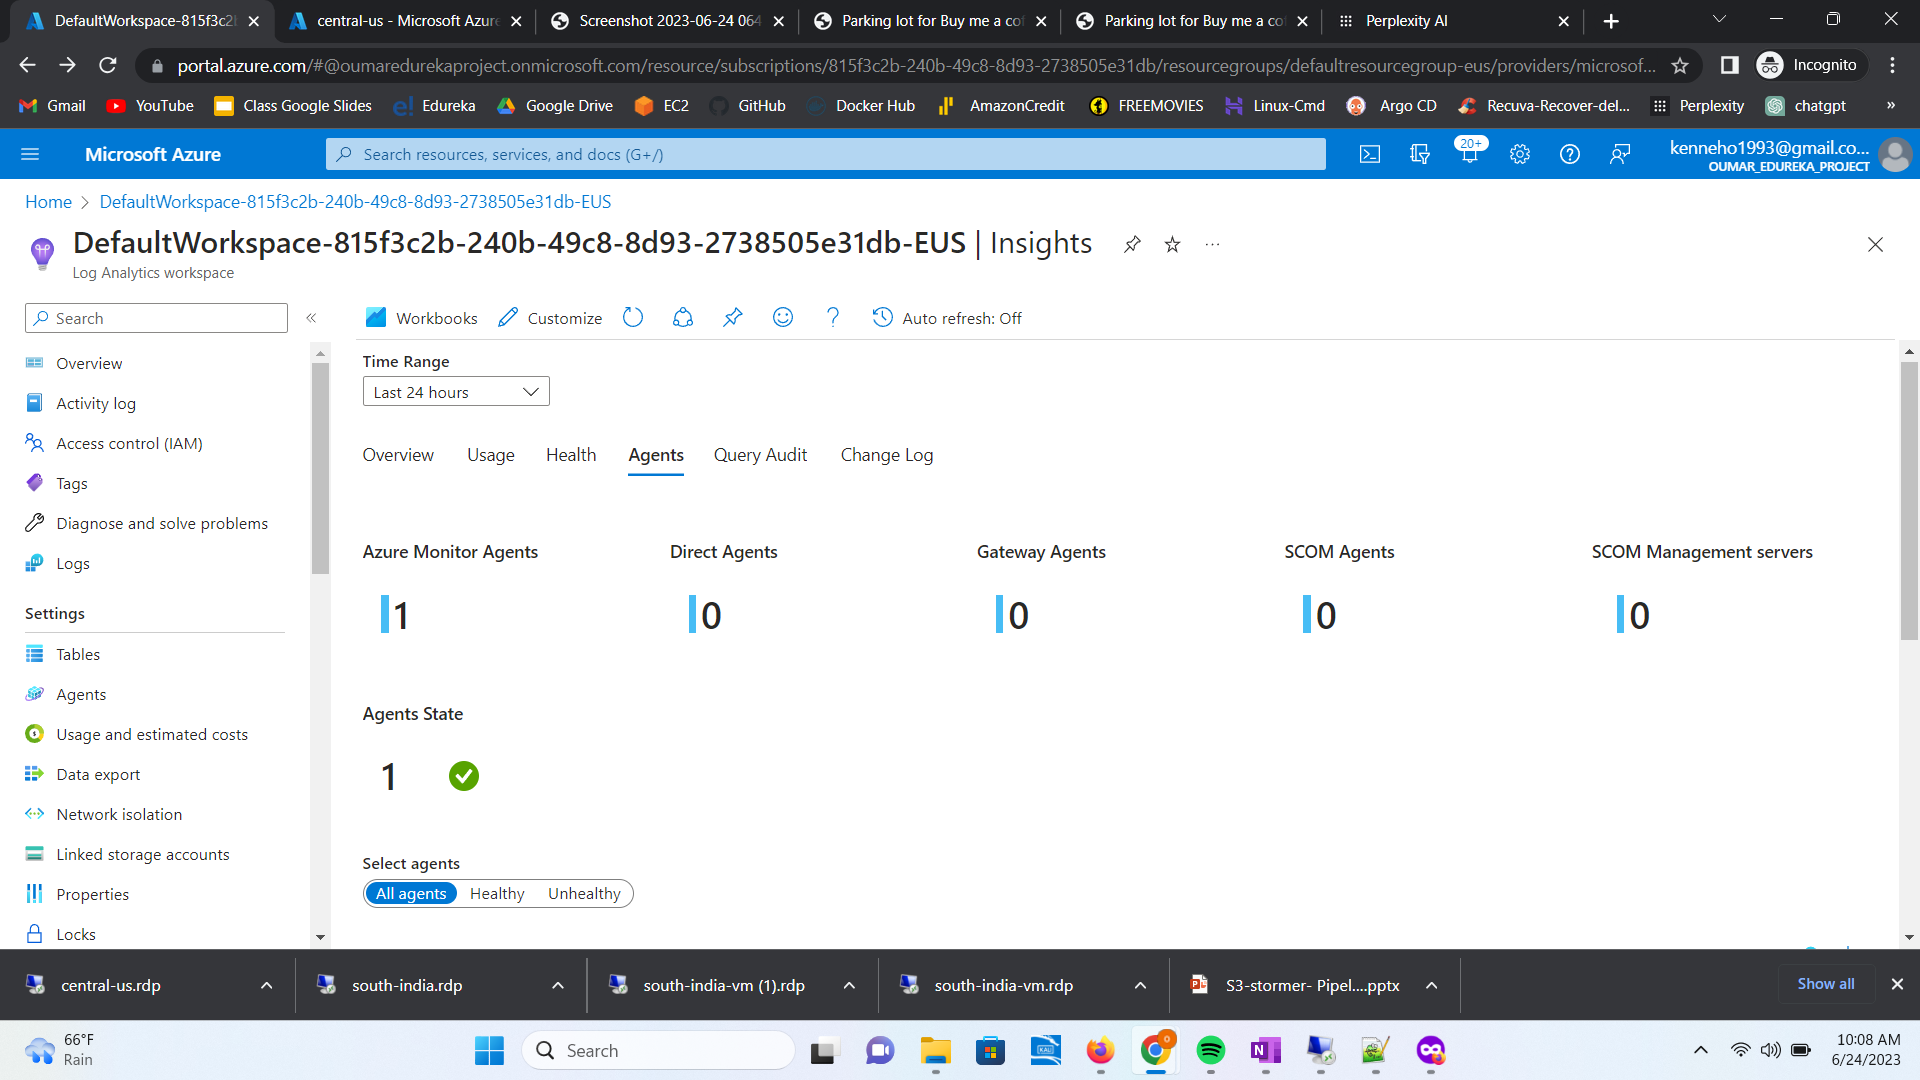 DefaultWorkspace-815f3c2
central-us - Microsoft Azure
Screenshot 2023-06-24 064
Parking lot for Buy me a cof
Parking lot for Buy me a cof
Perplexity AI
portal.azure.com/#@oumaredurekaproject.onmicrosoft.com/resource/subscriptions/815f3c2b-240b-49c8-8d93-2738505e31db/resourcegroups/defaultresourcegroup-eus/providers/microsof...
Incognito
Gmail
YouTube
Class Google Slides
Edureka
Google Drive
EC2
GitHub
Docker Hub
AmazonCredit
FREEMOVIES
Linux-Cmd
Argo CD
Recuva-Recover-del...
Perplexity
chatgpt
»
Microsoft Azure
Search resources, services, and docs (G+/)
20+
kenneho1993@gmail.co...
OUMAR_EDUREKA_PROJECT
Home > DefaultWorkspace-815f3c2b-240b-49c8-8d93-2738505e31db-EUS
DefaultWorkspace-815f3c2b-240b-49c8-8d93-2738505e31db-EUS | Insights
Log Analytics workspace
Search
«
Overview
Activity log
Access control (IAM)
Tags
Diagnose and solve problems
Logs
Settings
Tables
Agents
Usage and estimated costs
Data export
Network isolation
Linked storage accounts
Properties
Locks
Workbooks
Customize
Auto refresh: Off
Time Range
Last 24 hours
Overview
Usage
Health
Agents
Query Audit
Change Log
Azure Monitor Agents
1
Direct Agents
0
Gateway Agents
0
SCOM Agents
0
SCOM Management servers
0
Agents State
1
Select agents
All agents
Healthy
Unhealthy
central-us.rdp
south-india.rdp
south-india-vm (1).rdp
south-india-vm.rdp
S3-stormer- Pipel....pptx
Show all
66°F
Rain
Search
10:08 AM
6/24/2023